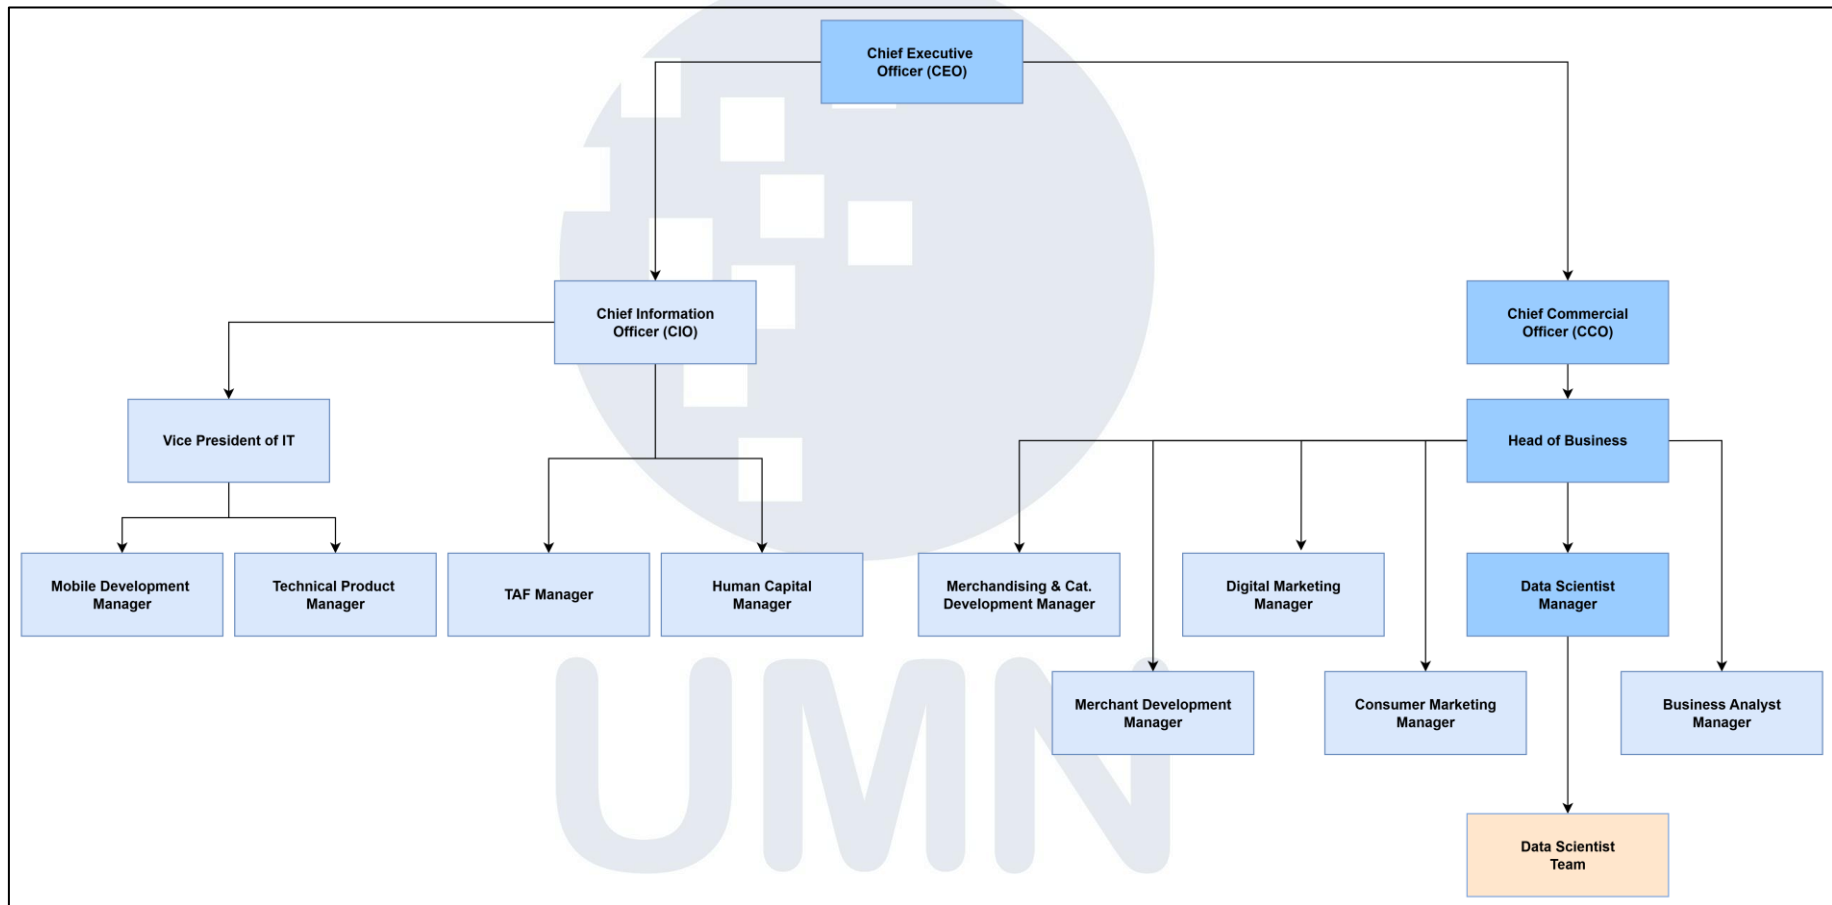 Chief Executive
Officer (CEO)
Chief Information
Officer (CIO)
Chief Commercial
Officer (CCO)
Vice President of IT
Head of Business
Mobile Development
Manager
Technical Product
Manager
TAF Manager
Human Capital
Manager
Merchandising & Cat.
Development Manager
Digital Marketing
Manager
Data Scientist
Manager
Merchant Development
Manager
Consumer Marketing
Manager
Business Analyst
Manager
Data Scientist
Team
UMN